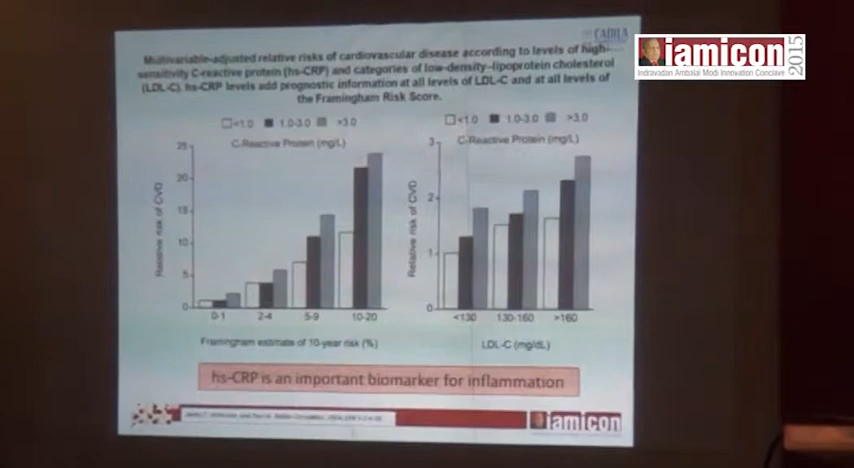 CADILA
iamicon
2015
Indravadan Ambalal Modi Innovation Conclave
Multivariable-adjusted relative risks of cardiovascular disease according to levels of high-
sensitivity C-reactive protein (hs-CRP) and categories of low-density–lipoprotein cholesterol
(LDL-C). hs-CRP levels add prognostic information at all levels of LDL-C and at all levels of
the Framingham Risk Score.
<1.0 1.0-3.0 >3.0
C-Reactive Protein (mg/L)
25
20
15
10
5
0
Relative risk of CVD
0-1 2-4 5-9 10-20
Framingham estimate of 10-year risk (%)
<1.0 1.0-3.0 >3.0
C-Reactive Protein (mg/L)
3
2
1
0
Relative risk of CVD
<130 130-160 >160
LDL-C (mg/dL)
hs-CRP is an important biomarker for inflammation
iamicon